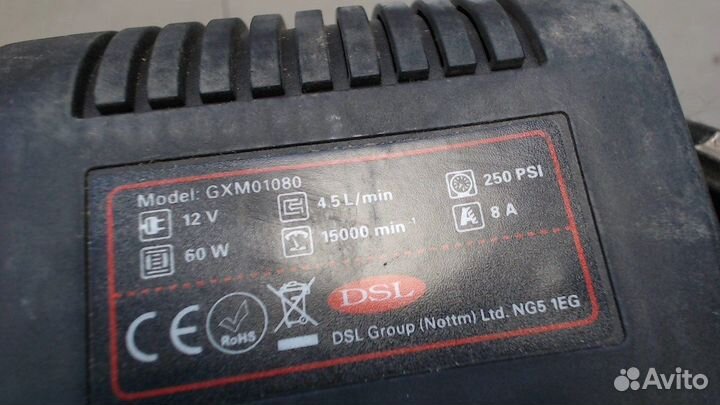 Model: GXM01080
12 V 4.5 L/min 250 PSI
60 W 15000 min⁻¹ 8 A
CE RoHS DSL
DSL Group (Nottm) Ltd. NG5 1EG
Avito